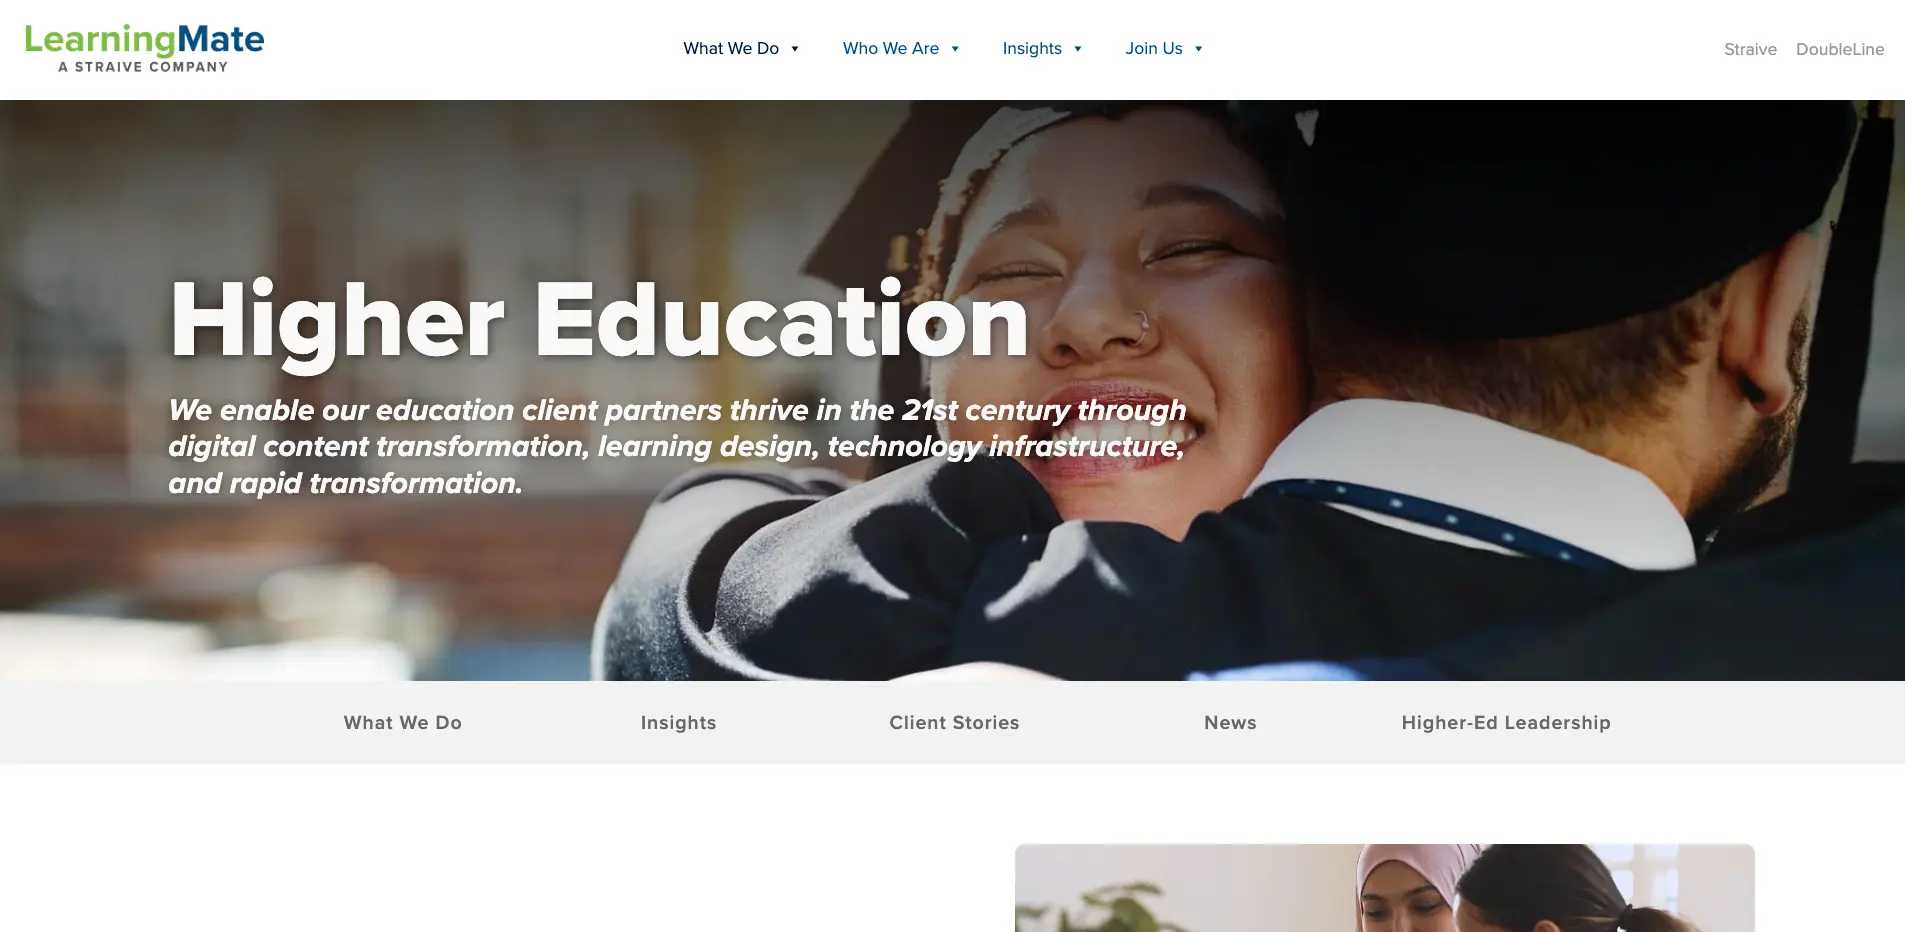 LearningMate
A STRAIVE COMPANY
What We Do
Who We Are
Insights
Join Us
Straive
DoubleLine
Higher Education
We enable our education client partners thrive in the 21st century through
digital content transformation, learning design, technology infrastructure,
and rapid transformation.
What We Do
Insights
Client Stories
News
Higher-Ed Leadership